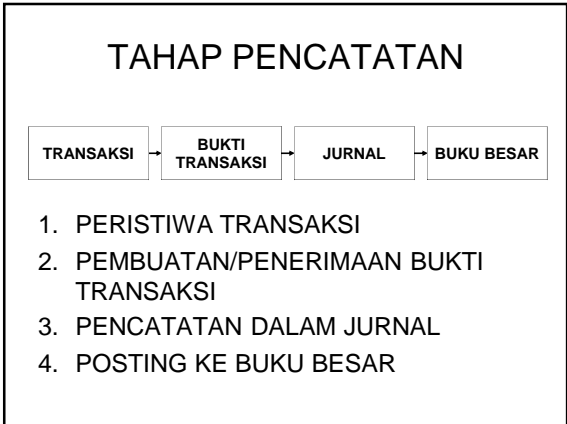 TAHAP PENCATATAN
TRANSAKSI
BUKTI
TRANSAKSI
JURNAL
BUKU BESAR
1. PERISTIWA TRANSAKSI
2. PEMBUATAN/PENERIMAAN BUKTI
TRANSAKSI
3. PENCATATAN DALAM JURNAL
4. POSTING KE BUKU BESAR